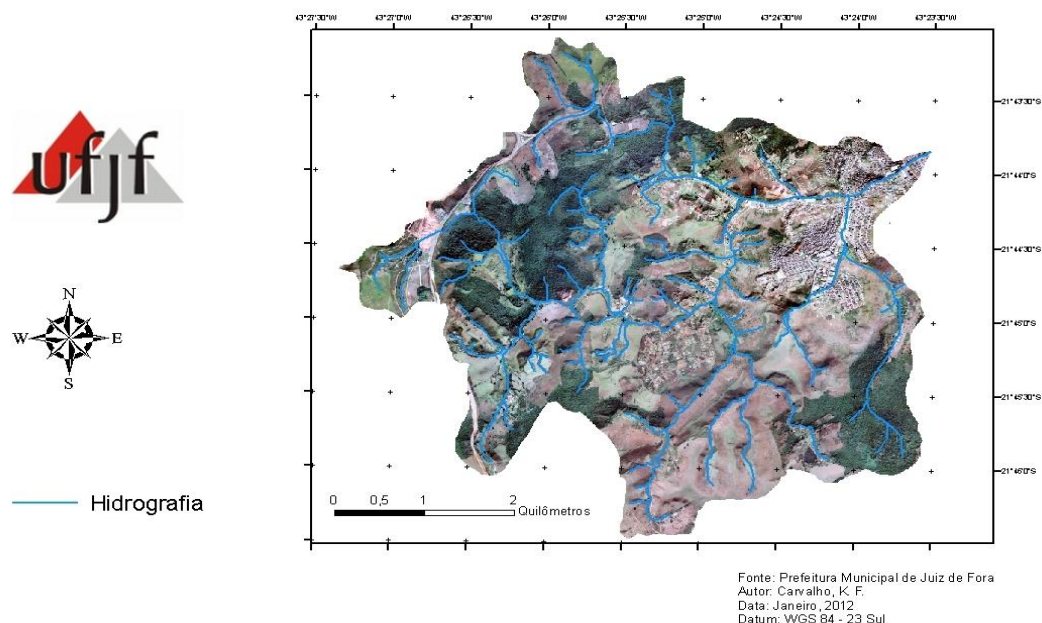 43°27'30"W 43°27'0"W 43°26'30"W 43°26'0"W 43°25'30"W 43°25'0"W 43°24'30"W 43°24'0"W 43°23'30"W
ufjf
21°43'30"S
21°44'0"S
21°44'30"S
21°45'0"S
21°45'30"S
21°46'0"S
N
W E
S
Hidrografia
0 0,5 1 2
Quilômetros
Fonte: Prefeitura Municipal de Juiz de Fora
Autor: Carvalho, K. F.
Data: Janeiro, 2012
Datum: WGS 84 - 23 Sul